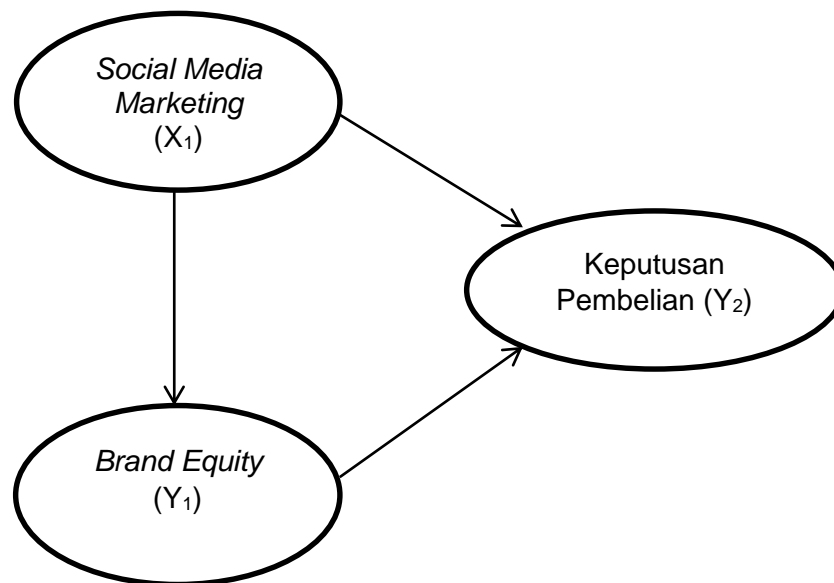 Social Media
Marketing
(X₁)
Keputusan
Pembelian (Y₂)
Brand Equity
(Y₁)